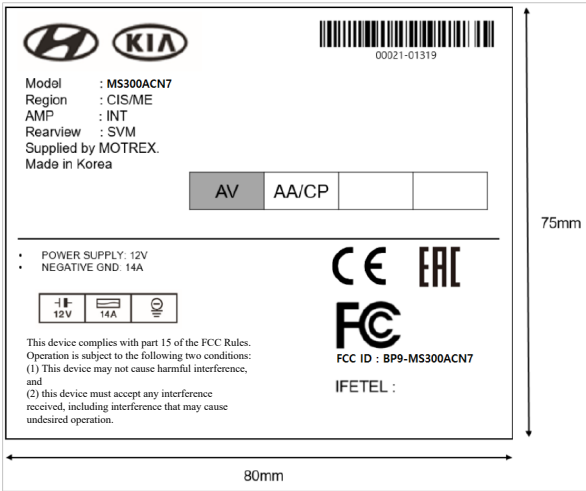 KIA
00021-01319
Model : MS300ACN7
Region : CIS/ME
AMP : INT
Rearview : SVM
Supplied by MOTREX.
Made in Korea
AV AA/CP
75mm
• POWER SUPPLY: 12V
• NEGATIVE GND: 14A
CE EAC
12V 14A
FC
FCC ID : BP9-MS300ACN7
This device complies with part 15 of the FCC Rules.
Operation is subject to the following two conditions:
(1) This device may not cause harmful interference,
and
(2) this device must accept any interference
received, including interference that may cause
undesired operation.
IFETEL :
80mm